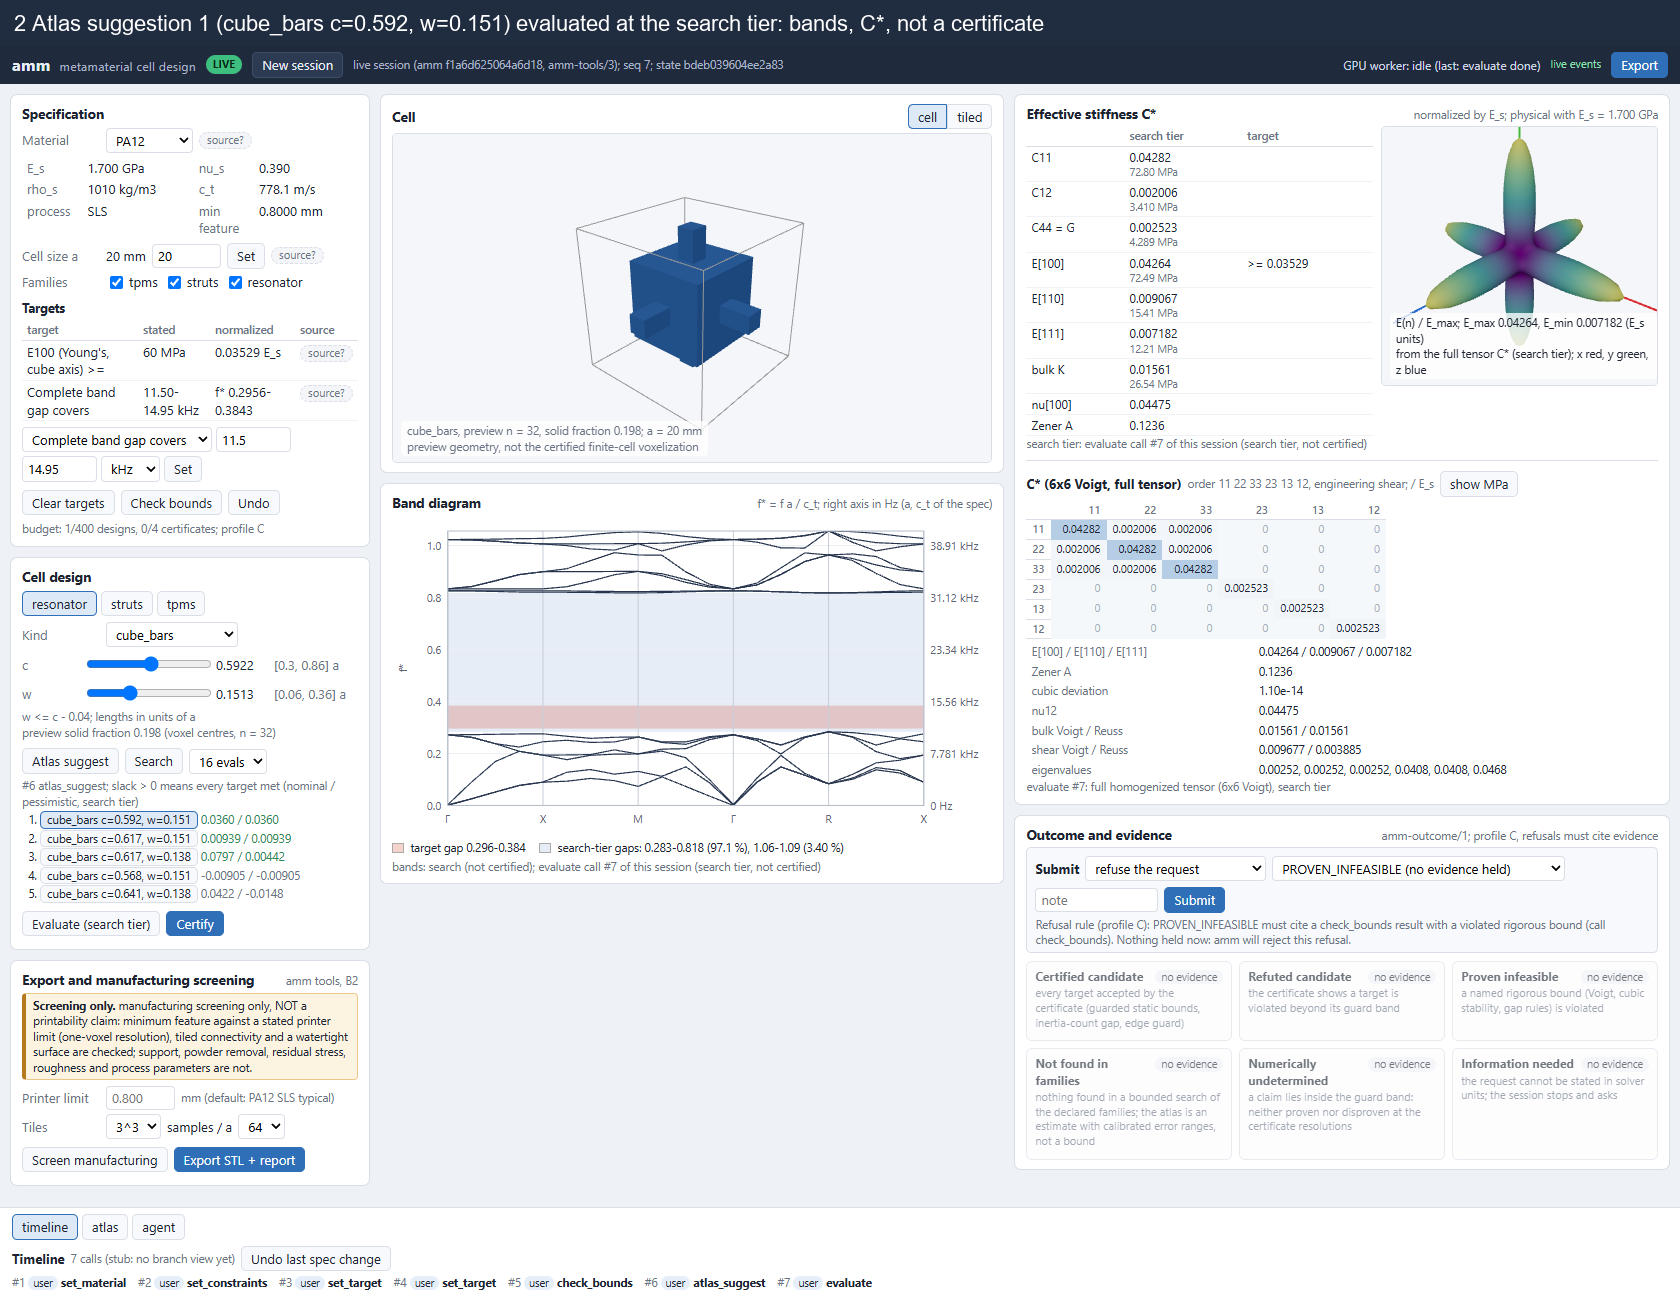 2 Atlas suggestion 1 (cube_bars c=0.592, w=0.151) evaluated at the search tier: bands, C*, not a certificate
amm metamaterial cell design LIVE New session live session (amm f1a6d625064a6d18, amm-tools/3); seq 7; state bdeb039604ee2a83 GPU worker: idle (last: evaluate done) live events Export
Specification
Material PA12 source?
E_s 1.700 GPa nu_s 0.390
rho_s 1010 kg/m3 c_t 778.1 m/s
process SLS min feature 0.8000 mm
Cell size a 20 mm 20 Set source?
Families tpms struts resonator
Targets
target stated normalized source
E100 (Young's, cube axis) >= 60 MPa 0.03529 E_s source?
Complete band gap covers 11.50-14.95 kHz f* 0.2956-0.3843 source?
Complete band gap covers 11.5
14.95 kHz Set
Clear targets Check bounds Undo
budget: 1/400 designs, 0/4 certificates; profile C
Cell design
resonator struts tpms
Kind cube_bars
c 0.5922 [0.3, 0.86] a
w 0.1513 [0.06, 0.36] a
w <= c - 0.04; lengths in units of a
preview solid fraction 0.198 (voxel centres, n = 32)
Atlas suggest Search 16 evals
#6 atlas_suggest; slack > 0 means every target met (nominal /
pessimistic, search tier)
1. cube_bars c=0.592, w=0.151 0.0360 / 0.0360
2. cube_bars c=0.617, w=0.151 0.00939 / 0.00939
3. cube_bars c=0.617, w=0.138 0.0797 / 0.00442
4. cube_bars c=0.568, w=0.151 -0.00905 / -0.00905
5. cube_bars c=0.641, w=0.138 0.0422 / -0.0148
Evaluate (search tier) Certify
Export and manufacturing screening amm tools, B2
Screening only. manufacturing screening only, NOT a
printability claim: minimum feature against a stated printer
limit (one-voxel resolution), tiled connectivity and a watertight
surface are checked; support, powder removal, residual stress,
roughness and process parameters are not.
Printer limit 0.800 mm (default: PA12 SLS typical)
Tiles 3^3 samples / a 64
Screen manufacturing Export STL + report
Cell cell tiled
cube_bars, preview n = 32, solid fraction 0.198; a = 20 mm
preview geometry, not the certified finite-cell voxelization
Band diagram f* = f a / c_t; right axis in Hz (a, c_t of the spec)
1.0 38.91 kHz
0.8 31.12 kHz
0.6 23.34 kHz
f*
0.4 15.56 kHz
0.2 7.781 kHz
0.0 0 Hz
Γ X M Γ R X
target gap 0.296-0.384 search-tier gaps: 0.283-0.818 (97.1 %), 1.06-1.09 (3.40 %)
bands: search (not certified); evaluate call #7 of this session (search tier, not certified)
Effective stiffness C* normalized by E_s; physical with E_s = 1.700 GPa
search tier target
C11 0.04282
72.80 MPa
C12 0.002006
3.410 MPa
C44 = G 0.002523
4.289 MPa
E[100] 0.04264 >= 0.03529
72.49 MPa
E[110] 0.009067
15.41 MPa
E[111] 0.007182
12.21 MPa
bulk K 0.01561
26.54 MPa
nu[100] 0.04475
Zener A 0.1236
search tier: evaluate call #7 of this session (search tier, not certified)
E(n) / E_max; E_max 0.04264, E_min 0.007182 (E_s
units)
from the full tensor C* (search tier); x red, y green,
z blue
C* (6x6 Voigt, full tensor) order 11 22 33 23 13 12, engineering shear; / E_s show MPa
11 22 33 23 13 12
11 0.04282 0.002006 0.002006 0 0 0
22 0.002006 0.04282 0.002006 0 0 0
33 0.002006 0.002006 0.04282 0 0 0
23 0 0 0 0.002523 0 0
13 0 0 0 0 0.002523 0
12 0 0 0 0 0 0.002523
E[100] / E[110] / E[111] 0.04264 / 0.009067 / 0.007182
Zener A 0.1236
cubic deviation 1.10e-14
nu12 0.04475
bulk Voigt / Reuss 0.01561 / 0.01561
shear Voigt / Reuss 0.009677 / 0.003885
eigenvalues 0.00252, 0.00252, 0.00252, 0.0408, 0.0408, 0.0468
evaluate #7: full homogenized tensor (6x6 Voigt), search tier
Outcome and evidence amm-outcome/1; profile C, refusals must cite evidence
Submit refuse the request PROVEN_INFEASIBLE (no evidence held)
note Submit
Refusal rule (profile C): PROVEN_INFEASIBLE must cite a check_bounds result with a violated rigorous bound (call
check_bounds). Nothing held now: amm will reject this refusal.
Certified candidate no evidence
every target accepted by the
certificate (guarded static bounds,
inertia-count gap, edge guard)
Refuted candidate no evidence
the certificate shows a target is
violated beyond its guard band
Proven infeasible no evidence
a named rigorous bound (Voigt, cubic
stability, gap rules) is violated
Not found in families no evidence
nothing found in a bounded search of
the declared families; the atlas is an
estimate with calibrated error ranges,
not a bound
Numerically undetermined no evidence
a claim lies inside the guard band:
neither proven nor disproven at the
certificate resolutions
Information needed no evidence
the request cannot be stated in solver
units; the session stops and asks
timeline atlas agent
Timeline 7 calls (stub: no branch view yet) Undo last spec change
#1 user set_material #2 user set_constraints #3 user set_target #4 user set_target #5 user check_bounds #6 user atlas_suggest #7 user evaluate